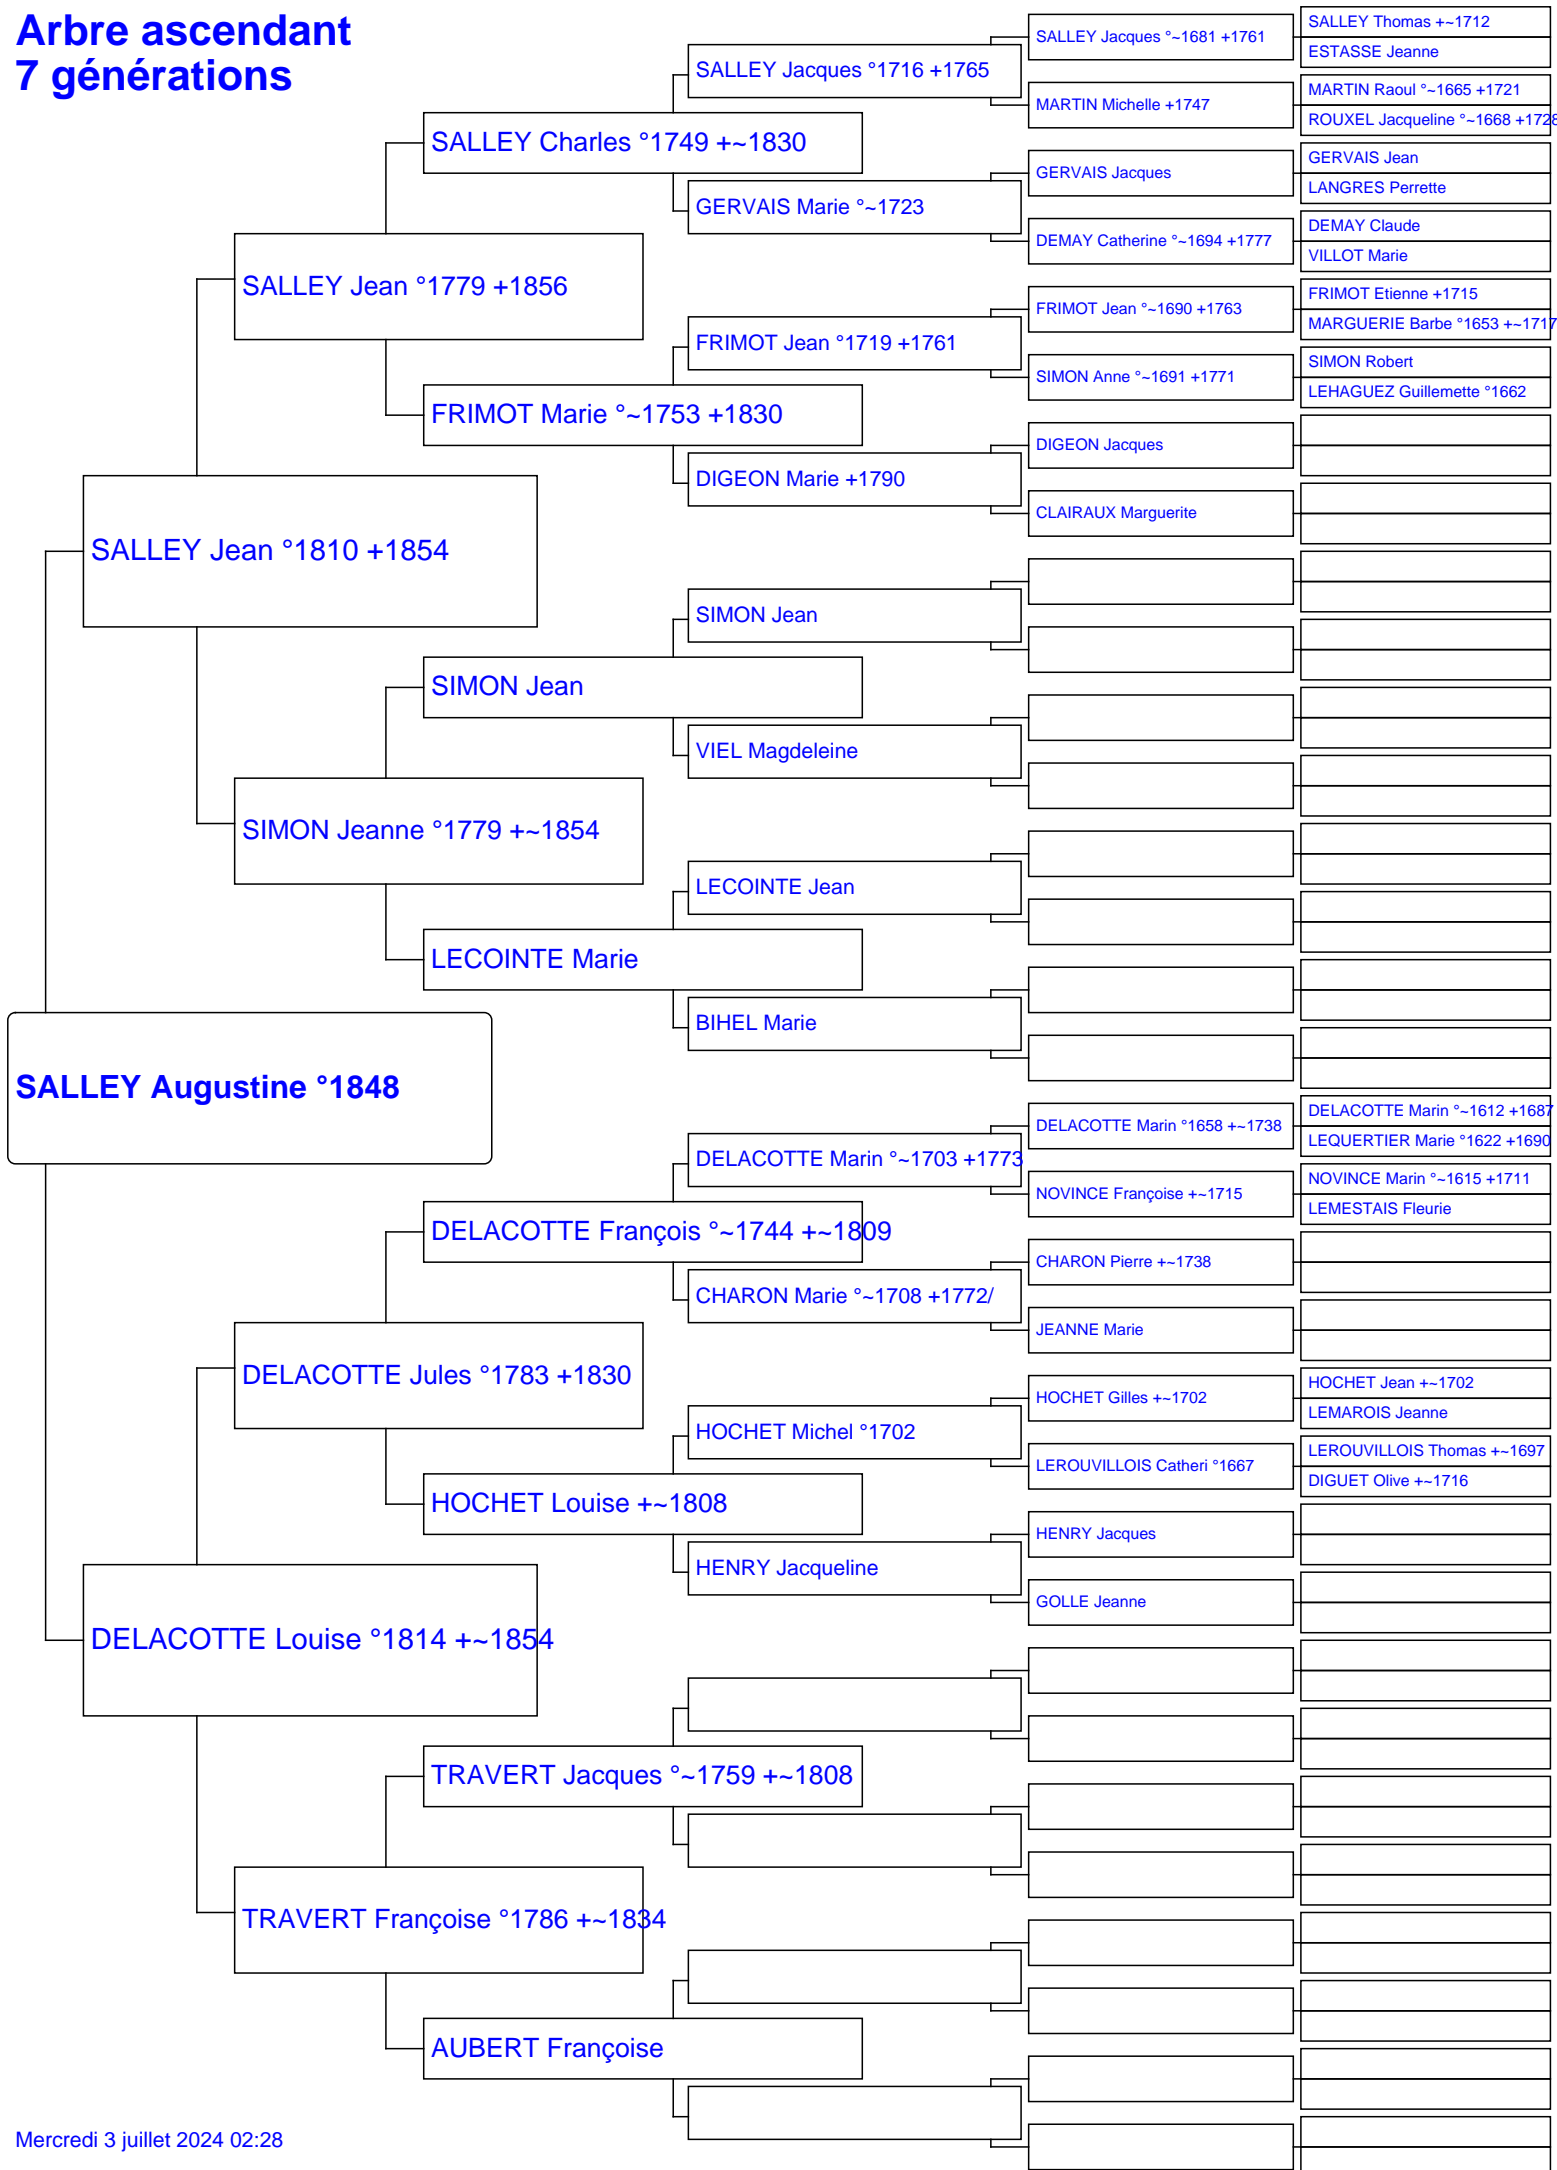 Arbre ascendant
7 générations
SALLEY Augustine °1848
SALLEY Jean °1810 +1854
DELACOTTE Louise °1814 +~1854
SALLEY Jean °1779 +1856
SIMON Jeanne °1779 +~1854
DELACOTTE Jules °1783 +1830
TRAVERT Françoise °1786 +~1834
SALLEY Charles °1749 +~1830
FRIMOT Marie °~1753 +1830
SIMON Jean
LECOINTE Marie
DELACOTTE François °~1744 +~1809
HOCHET Louise +~1808
TRAVERT Jacques °~1759 +~1808
AUBERT Françoise
SALLEY Jacques °1716 +1765
GERVAIS Marie °~1723
FRIMOT Jean °1719 +1761
DIGEON Marie +1790
SIMON Jean
VIEL Magdeleine
LECOINTE Jean
BIHEL Marie
DELACOTTE Marin °~1703 +1773
CHARON Marie °~1708 +1772/
HOCHET Michel °1702
HENRY Jacqueline
SALLEY Jacques °~1681 +1761
MARTIN Michelle +1747
GERVAIS Jacques
DEMAY Catherine °~1694 +1777
FRIMOT Jean °~1690 +1763
SIMON Anne °~1691 +1771
DIGEON Jacques
CLAIRAUX Marguerite
DELACOTTE Marin °1658 +~1738
NOVINCE Françoise +~1715
CHARON Pierre +~1738
JEANNE Marie
HOCHET Gilles +~1702
LEROUVILLOIS Catheri °1667
HENRY Jacques
GOLLE Jeanne
SALLEY Thomas +~1712
ESTASSE Jeanne
MARTIN Raoul °~1665 +1721
ROUXEL Jacqueline °~1668 +1728
GERVAIS Jean
LANGRES Perrette
DEMAY Claude
VILLOT Marie
FRIMOT Etienne +1715
MARGUERIE Barbe °1653 +~1717
SIMON Robert
LEHAGUEZ Guillemette °1662
DELACOTTE Marin °~1612 +1687
LEQUERTIER Marie °1622 +1690
NOVINCE Marin °~1615 +1711
LEMESTAIS Fleurie
HOCHET Jean +~1702
LEMAROIS Jeanne
LEROUVILLOIS Thomas +~1697
DIGUET Olive +~1716
Mercredi 3 juillet 2024 02:28